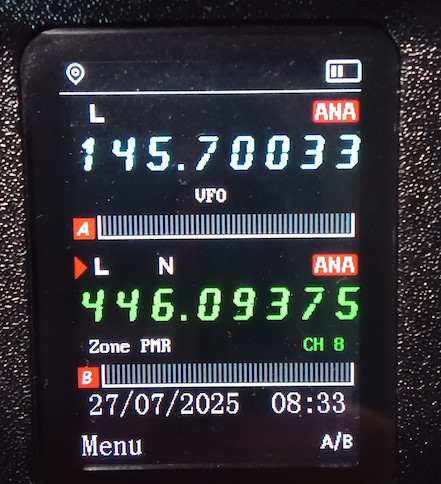 L ANA
145.70033
VFO
A
L N ANA
446.09375
Zone PMR CH 8
B
27/07/2025 08:33
Menu A/B